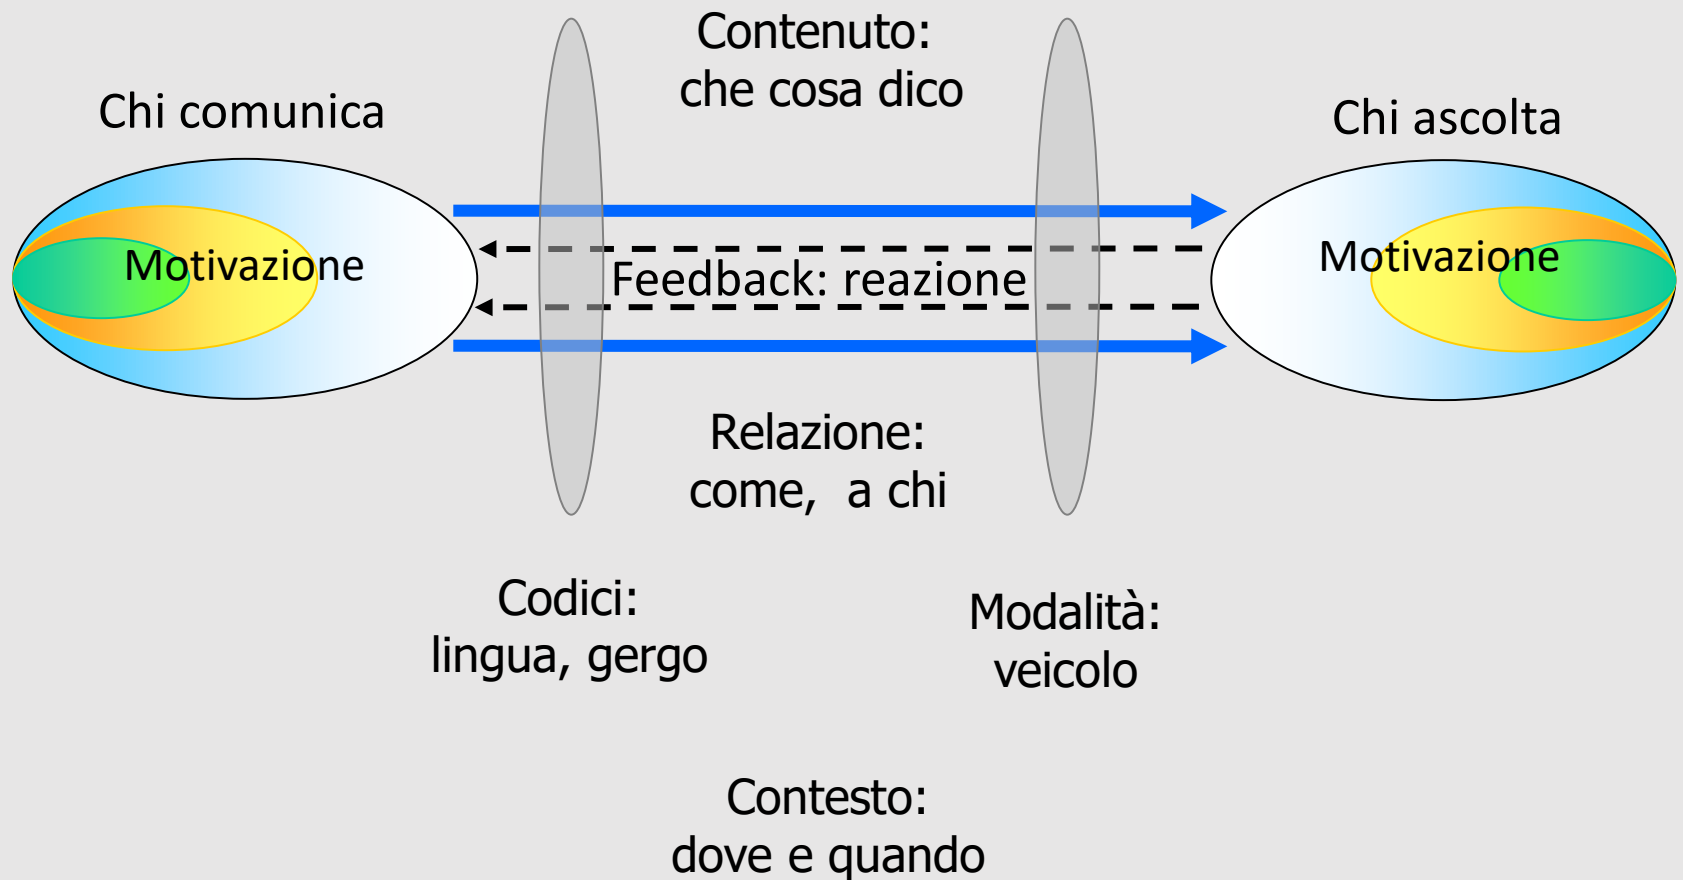 Contenuto:
che cosa dico
Chi comunica
Chi ascolta
Motivazione
Motivazione
Feedback: reazione
Relazione:
come, a chi
Codici:
lingua, gergo
Modalità:
veicolo
Contesto:
dove e quando